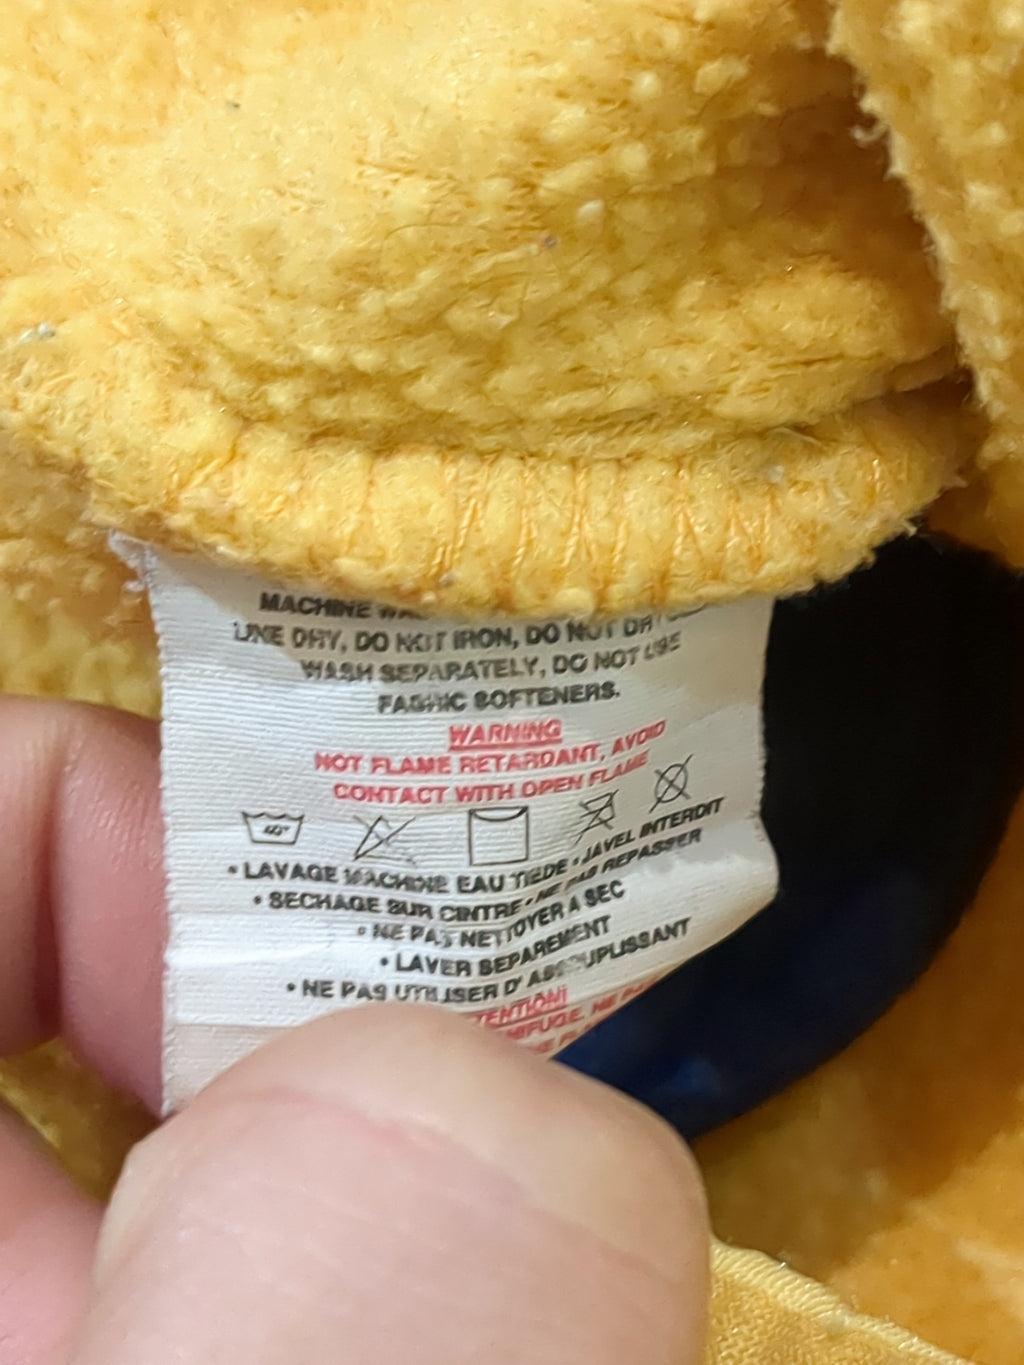 MACHINE
LINE DRY, DO NOT IRON, DO NOT DRY
WASH SEPARATELY, DO NOT USE
FABRIC SOFTENERS.
WARNING
NOT FLAME RETARDANT, AVOID
CONTACT WITH OPEN FLAME
40°
• LAVAGE MACHINE EAU TIEDE • JAVEL INTERDIT
• SECHAGE SUR CINTRE • NE PAS REPASSER
• NE PAS NETTOYER A SEC
• LAVER SEPAREMENT
• NE PAS UTILISER D' ASSOUPLISSANT